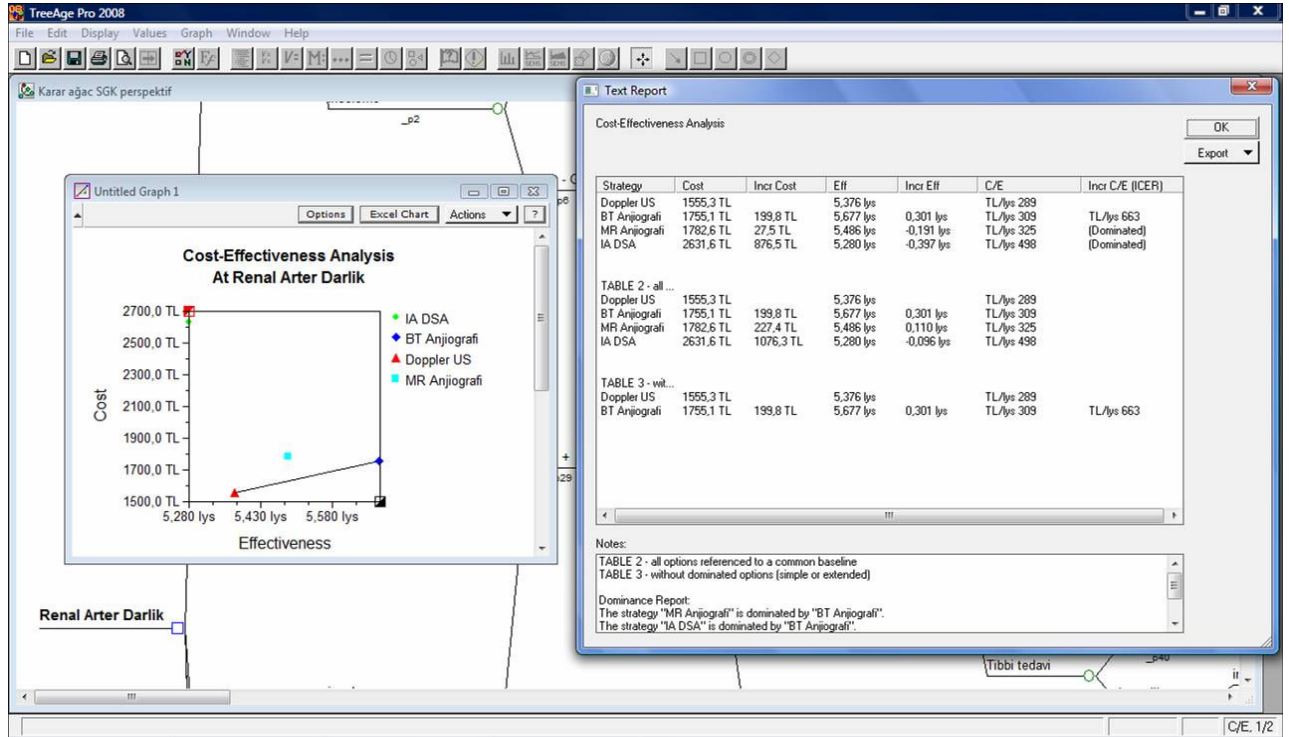 TreeAge Pro 2008
File Edit Display Values Graph Window Help
Karar ağac SGK perspektif
_p2
Untitled Graph 1
Options Excel Chart Actions ?
Cost-Effectiveness Analysis
At Renal Arter Darlik
2700,0 TL
2500,0 TL
2300,0 TL
2100,0 TL
1900,0 TL
1700,0 TL
1500,0 TL
Cost
5,280 lys 5,430 lys 5,580 lys
Effectiveness
IA DSA
BT Anjiografi
Doppler US
MR Anjiografi
Renal Arter Darlik
Text Report
Cost-Effectiveness Analysis
OK
Export
Strategy Cost Incr Cost Eff Incr Eff C/E Incr C/E (ICER)
Doppler US 1555,3 TL 5,376 lys TL/lys 289
BT Anjiografi 1755,1 TL 199,8 TL 5,677 lys 0,301 lys TL/lys 309 TL/lys 663
MR Anjiografi 1782,6 TL 27,5 TL 5,486 lys -0,191 lys TL/lys 325 (Dominated)
IA DSA 2631,6 TL 876,5 TL 5,280 lys -0,397 lys TL/lys 498 (Dominated)
TABLE 2 - all ...
Doppler US 1555,3 TL 5,376 lys TL/lys 289
BT Anjiografi 1755,1 TL 199,8 TL 5,677 lys 0,301 lys TL/lys 309
MR Anjiografi 1782,6 TL 227,4 TL 5,486 lys 0,110 lys TL/lys 325
IA DSA 2631,6 TL 1076,3 TL 5,280 lys -0,096 lys TL/lys 498
TABLE 3 - wit...
Doppler US 1555,3 TL 5,376 lys TL/lys 289
BT Anjiografi 1755,1 TL 199,8 TL 5,677 lys 0,301 lys TL/lys 309 TL/lys 663
Notes:
TABLE 2 - all options referenced to a common baseline
TABLE 3 - without dominated options (simple or extended)
Dominance Report:
The strategy "MR Anjiografi" is dominated by "BT Anjiografi".
The strategy "IA DSA" is dominated by "BT Anjiografi".
Tibbi tedavi
_p40
C/E, 1/2